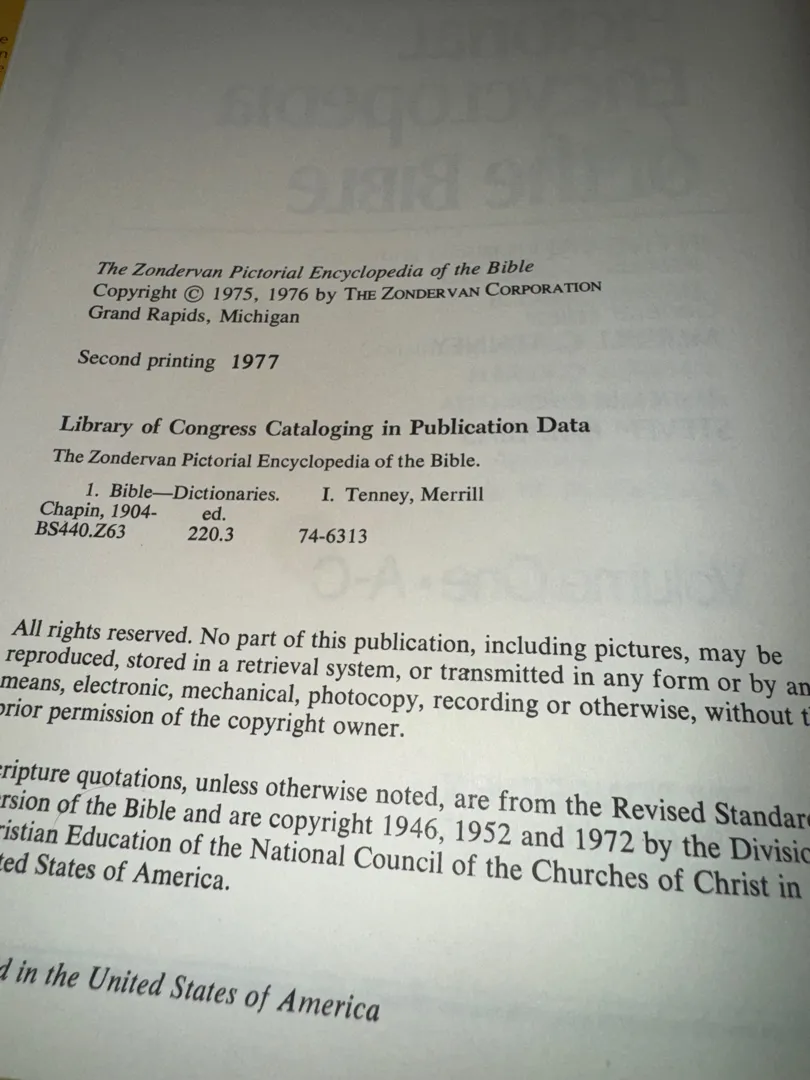 The Zondervan Pictorial Encyclopedia of the Bible
Copyright © 1975, 1976 by THE ZONDERVAN CORPORATION
Grand Rapids, Michigan
Second printing 1977
Library of Congress Cataloging in Publication Data
The Zondervan Pictorial Encyclopedia of the Bible.
1. Bible—Dictionaries. I. Tenney, Merrill
Chapin, 1904- ed.
BS440.Z63 220.3 74-6313
All rights reserved. No part of this publication, including pictures, may be
reproduced, stored in a retrieval system, or transmitted in any form or by an
means, electronic, mechanical, photocopy, recording or otherwise, without t
prior permission of the copyright owner.
cripture quotations, unless otherwise noted, are from the Revised Standar
rsion of the Bible and are copyright 1946, 1952 and 1972 by the Divisio
ristian Education of the National Council of the Churches of Christ in
ted States of America.
d in the United States of America